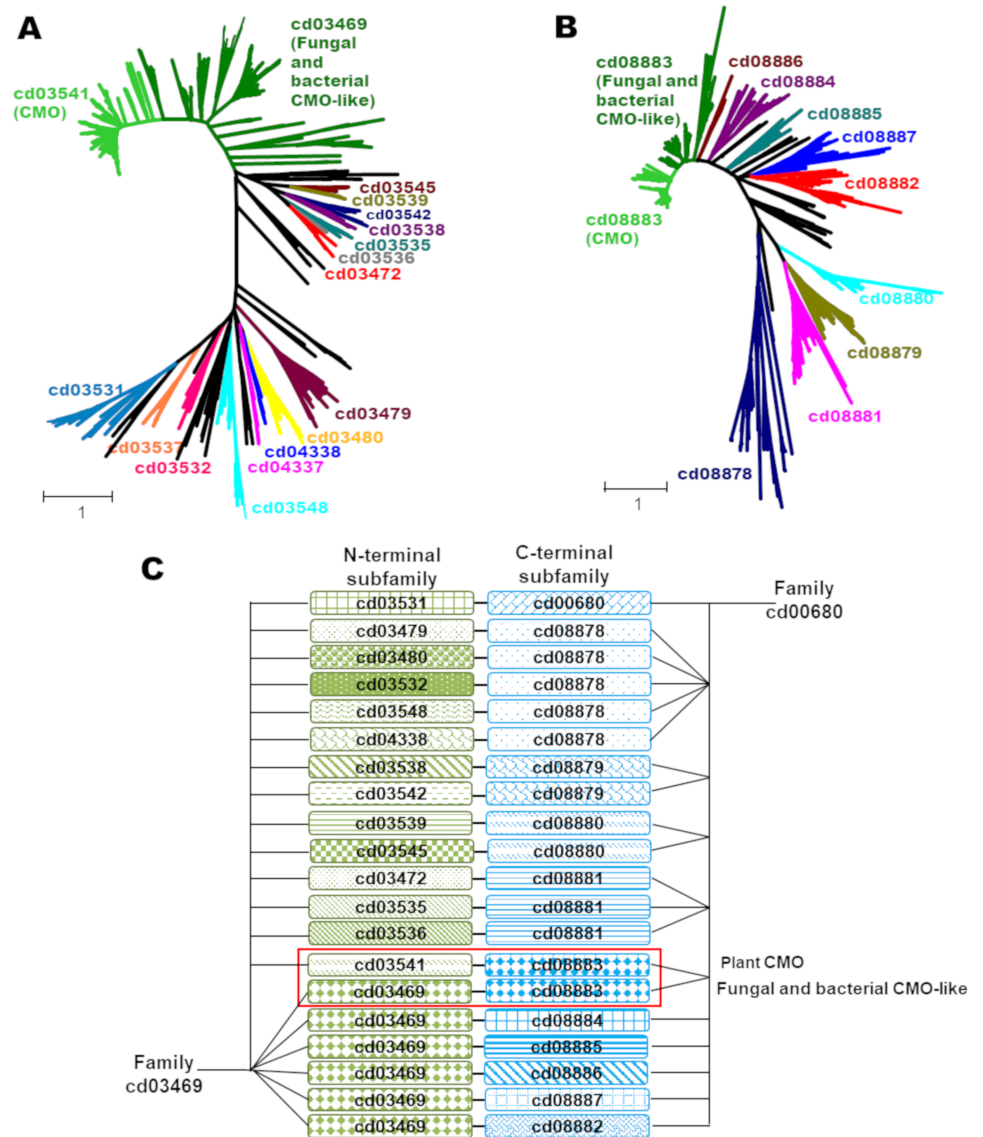 A
cd03469
(Fungal
and
bacterial
CMO-like)
cd03541
(CMO)
cd03545
cd03539
cd03542
cd03538
cd03535
cd03536
cd03472
cd03531
cd03537
cd03532
cd03479
cd03480
cd04338
cd04337
cd03548
1
B
cd08883
(Fungal and
bacterial
CMO-like)
cd08886
cd08884
cd08885
cd08887
cd08882
cd08883
(CMO)
cd08880
cd08879
cd08881
cd08878
1
C
N-terminal
subfamily
C-terminal
subfamily
Family
cd00680
cd03531 cd00680
cd03479 cd08878
cd03480 cd08878
cd03532 cd08878
cd03548 cd08878
cd04338 cd08878
cd03538 cd08879
cd03542 cd08879
cd03539 cd08880
cd03545 cd08880
cd03472 cd08881
cd03535 cd08881
cd03536 cd08881
cd03541 cd08883 Plant CMO
cd03469 cd08883 Fungal and bacterial CMO-like
cd03469 cd08884
cd03469 cd08885
Family
cd03469
cd03469 cd08886
cd03469 cd08887
cd03469 cd08882